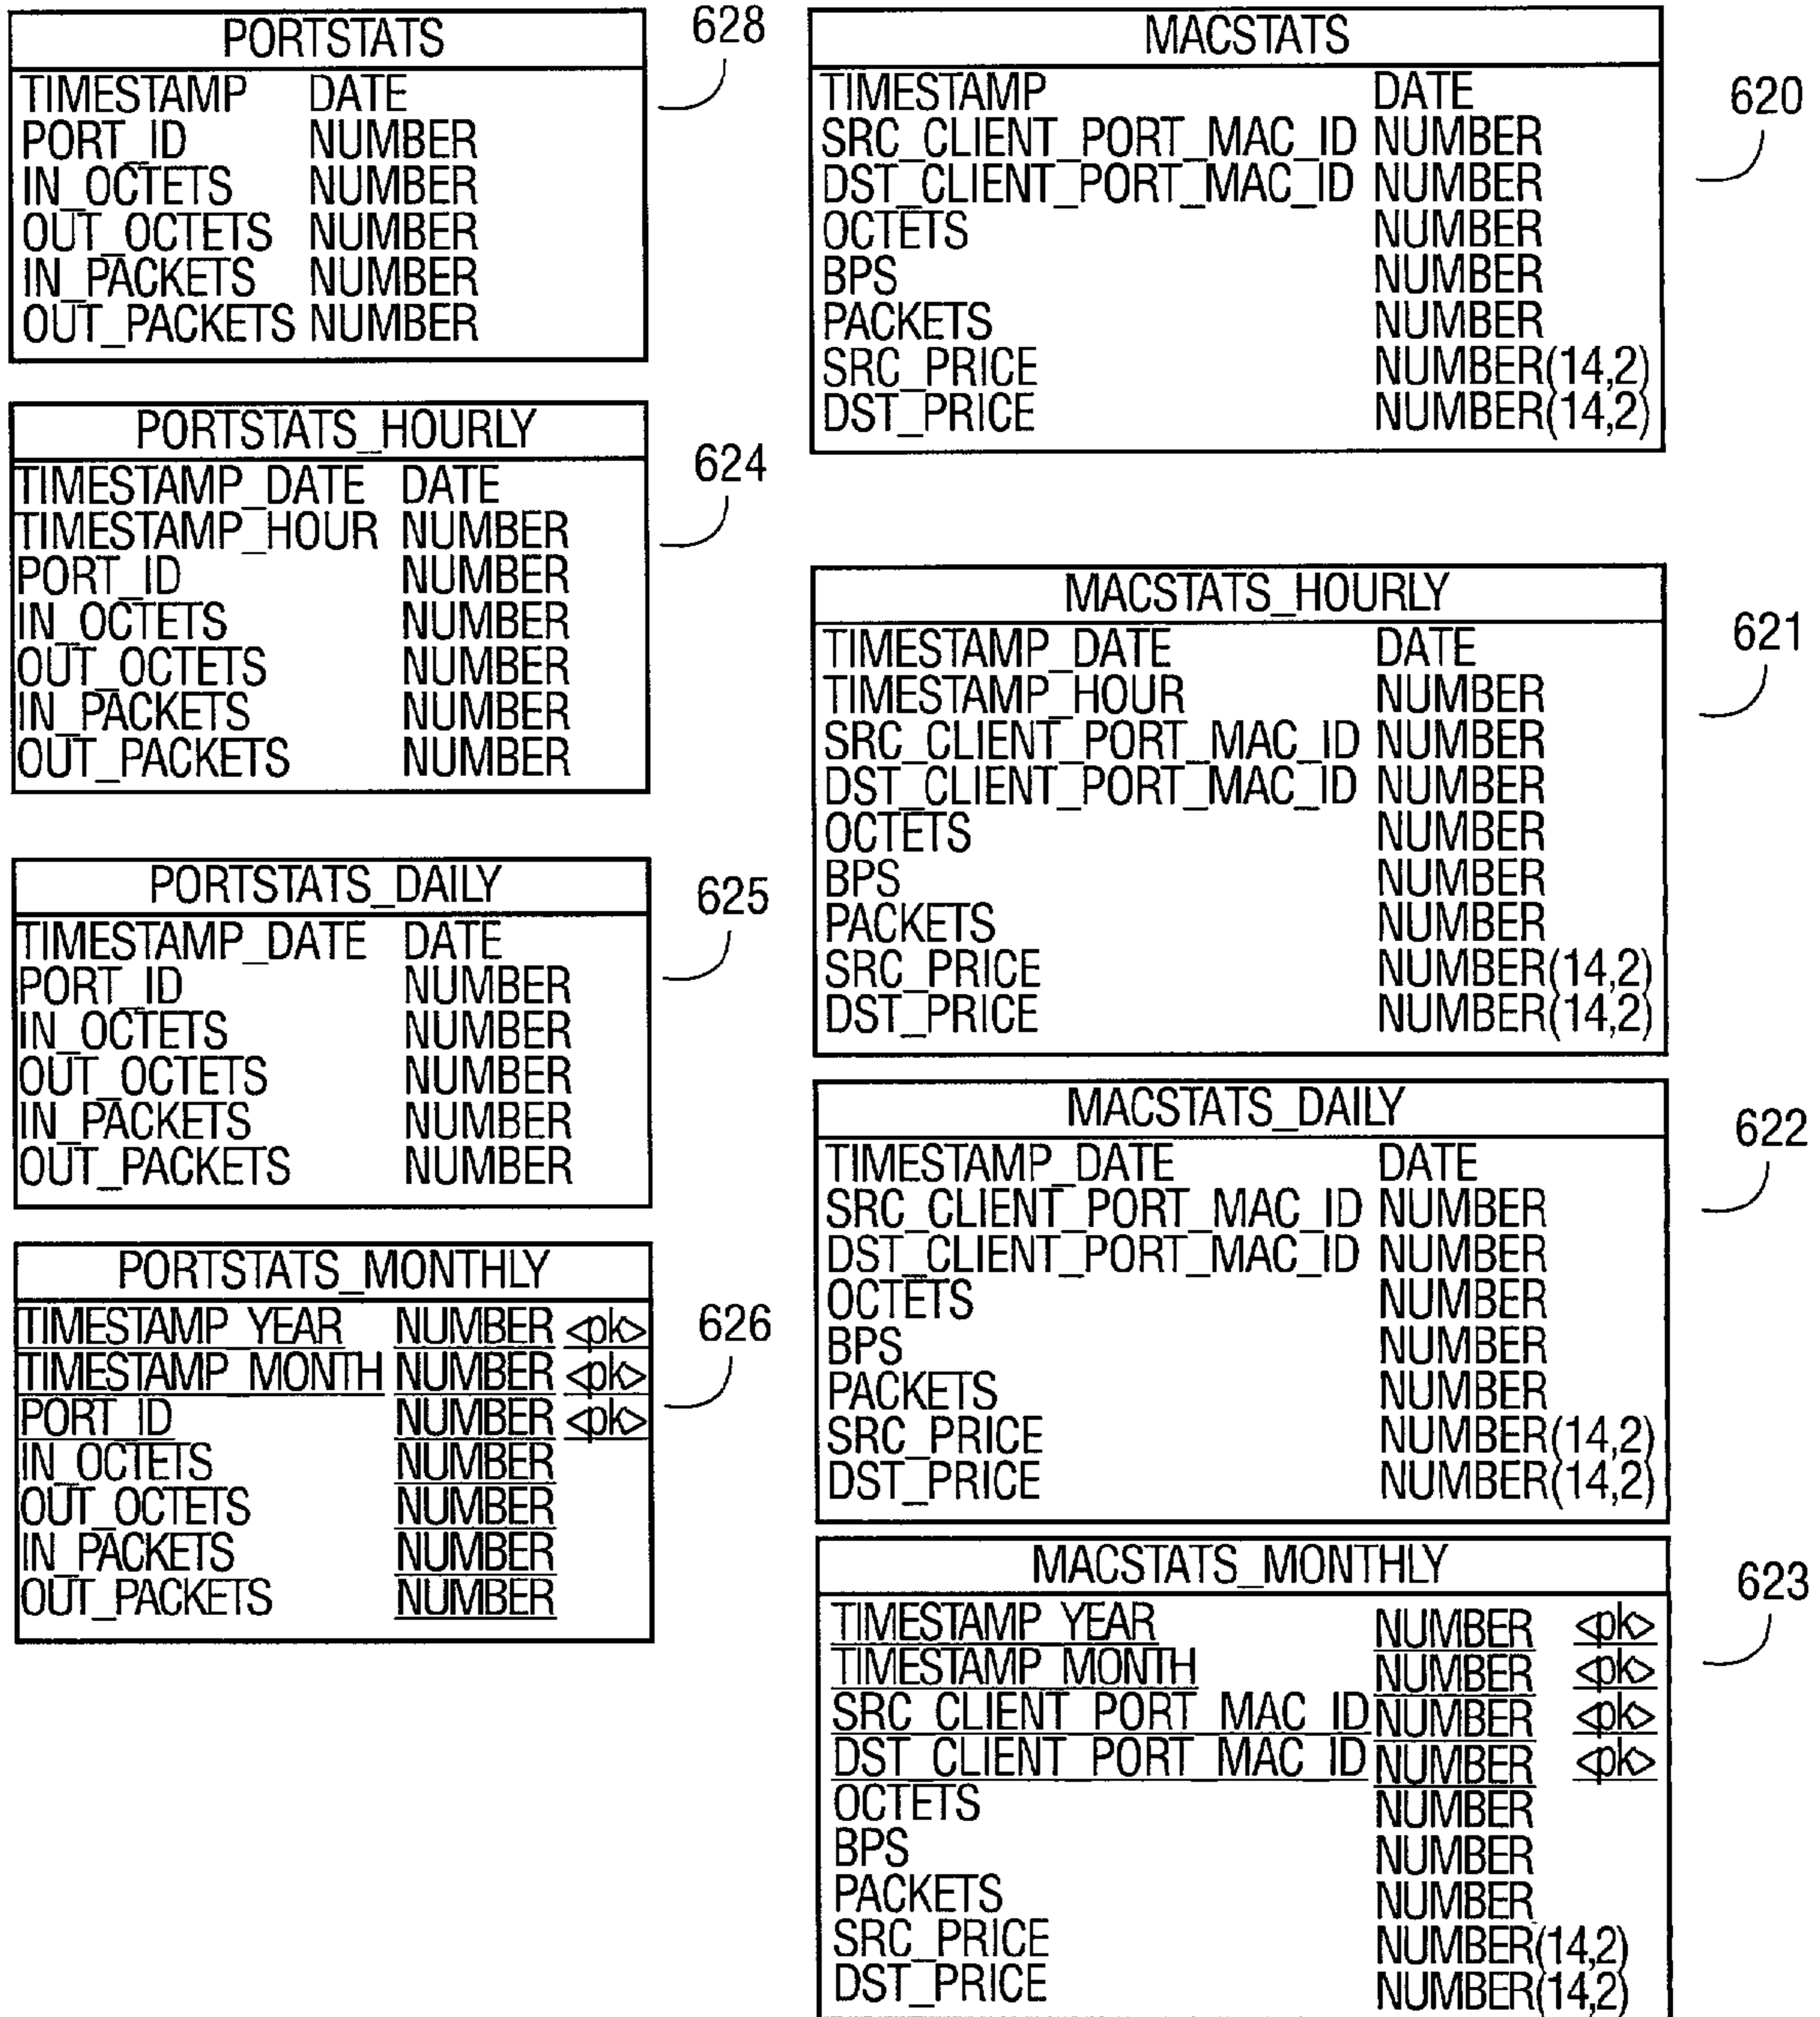 PORTSTATS
TIMESTAMP DATE
PORT_ID NUMBER
IN_OCTETS NUMBER
OUT_OCTETS NUMBER
IN_PACKETS NUMBER
OUT_PACKETS NUMBER
628
PORTSTATS_HOURLY
TIMESTAMP_DATE DATE
TIMESTAMP_HOUR NUMBER
PORT_ID NUMBER
IN_OCTETS NUMBER
OUT_OCTETS NUMBER
IN_PACKETS NUMBER
OUT_PACKETS NUMBER
624
PORTSTATS_DAILY
TIMESTAMP_DATE DATE
PORT_ID NUMBER
IN_OCTETS NUMBER
OUT_OCTETS NUMBER
IN_PACKETS NUMBER
OUT_PACKETS NUMBER
625
PORTSTATS_MONTHLY
TIMESTAMP_YEAR NUMBER <pk>
TIMESTAMP_MONTH NUMBER <pk>
PORT_ID NUMBER <pk>
IN_OCTETS NUMBER
OUT_OCTETS NUMBER
IN_PACKETS NUMBER
OUT_PACKETS NUMBER
626
MACSTATS
TIMESTAMP DATE
SRC_CLIENT_PORT_MAC_ID NUMBER
DST_CLIENT_PORT_MAC_ID NUMBER
OCTETS NUMBER
BPS NUMBER
PACKETS NUMBER
SRC_PRICE NUMBER(14,2)
DST_PRICE NUMBER(14,2)
620
MACSTATS_HOURLY
TIMESTAMP_DATE DATE
TIMESTAMP_HOUR NUMBER
SRC_CLIENT_PORT_MAC_ID NUMBER
DST_CLIENT_PORT_MAC_ID NUMBER
OCTETS NUMBER
BPS NUMBER
PACKETS NUMBER
SRC_PRICE NUMBER(14,2)
DST_PRICE NUMBER(14,2)
621
MACSTATS_DAILY
TIMESTAMP_DATE DATE
SRC_CLIENT_PORT_MAC_ID NUMBER
DST_CLIENT_PORT_MAC_ID NUMBER
OCTETS NUMBER
BPS NUMBER
PACKETS NUMBER
SRC_PRICE NUMBER(14,2)
DST_PRICE NUMBER(14,2)
622
MACSTATS_MONTHLY
TIMESTAMP_YEAR NUMBER <pk>
TIMESTAMP_MONTH NUMBER <pk>
SRC_CLIENT_PORT_MAC_ID NUMBER <pk>
DST_CLIENT_PORT_MAC_ID NUMBER <pk>
OCTETS NUMBER
BPS NUMBER
PACKETS NUMBER
SRC_PRICE NUMBER(14,2)
DST_PRICE NUMBER(14,2)
623